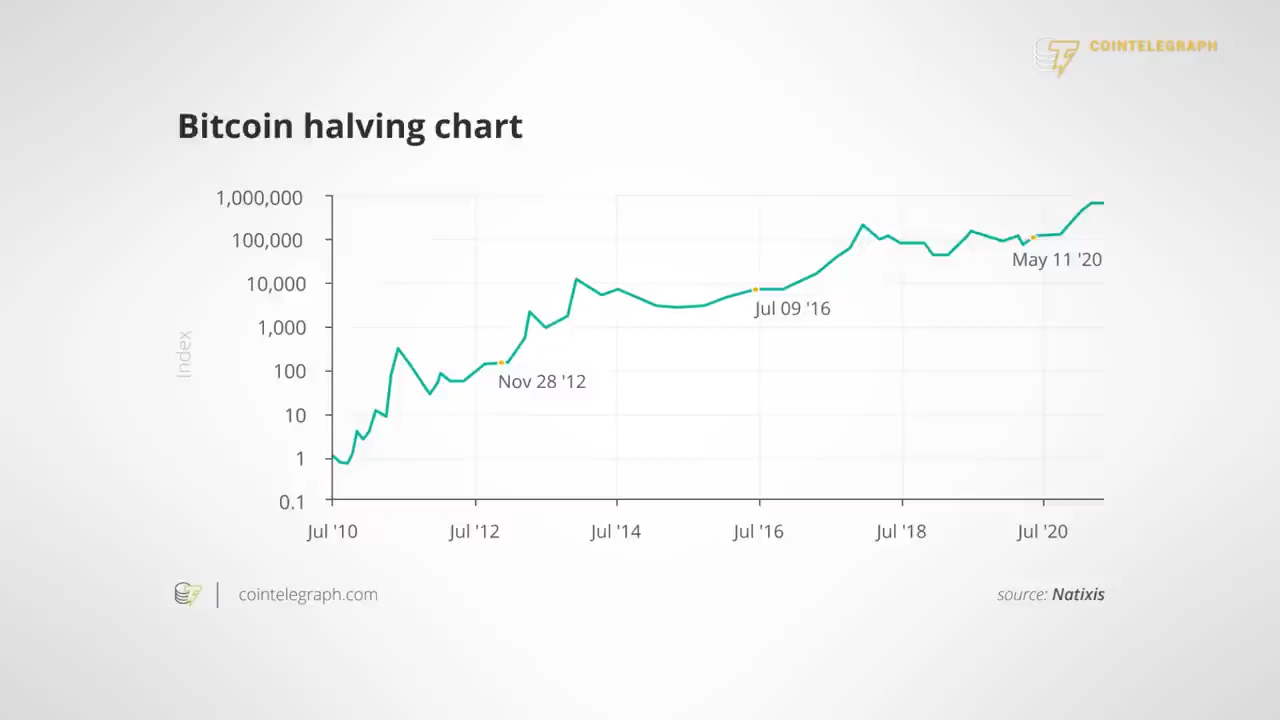 COINTELEGRAPH
Bitcoin halving chart
Index
1,000,000
100,000
10,000
1,000
100
10
1
0.1
Nov 28 '12
Jul 09 '16
May 11 '20
Jul '10
Jul '12
Jul '14
Jul '16
Jul '18
Jul '20
cointelegraph.com
source: Natixis